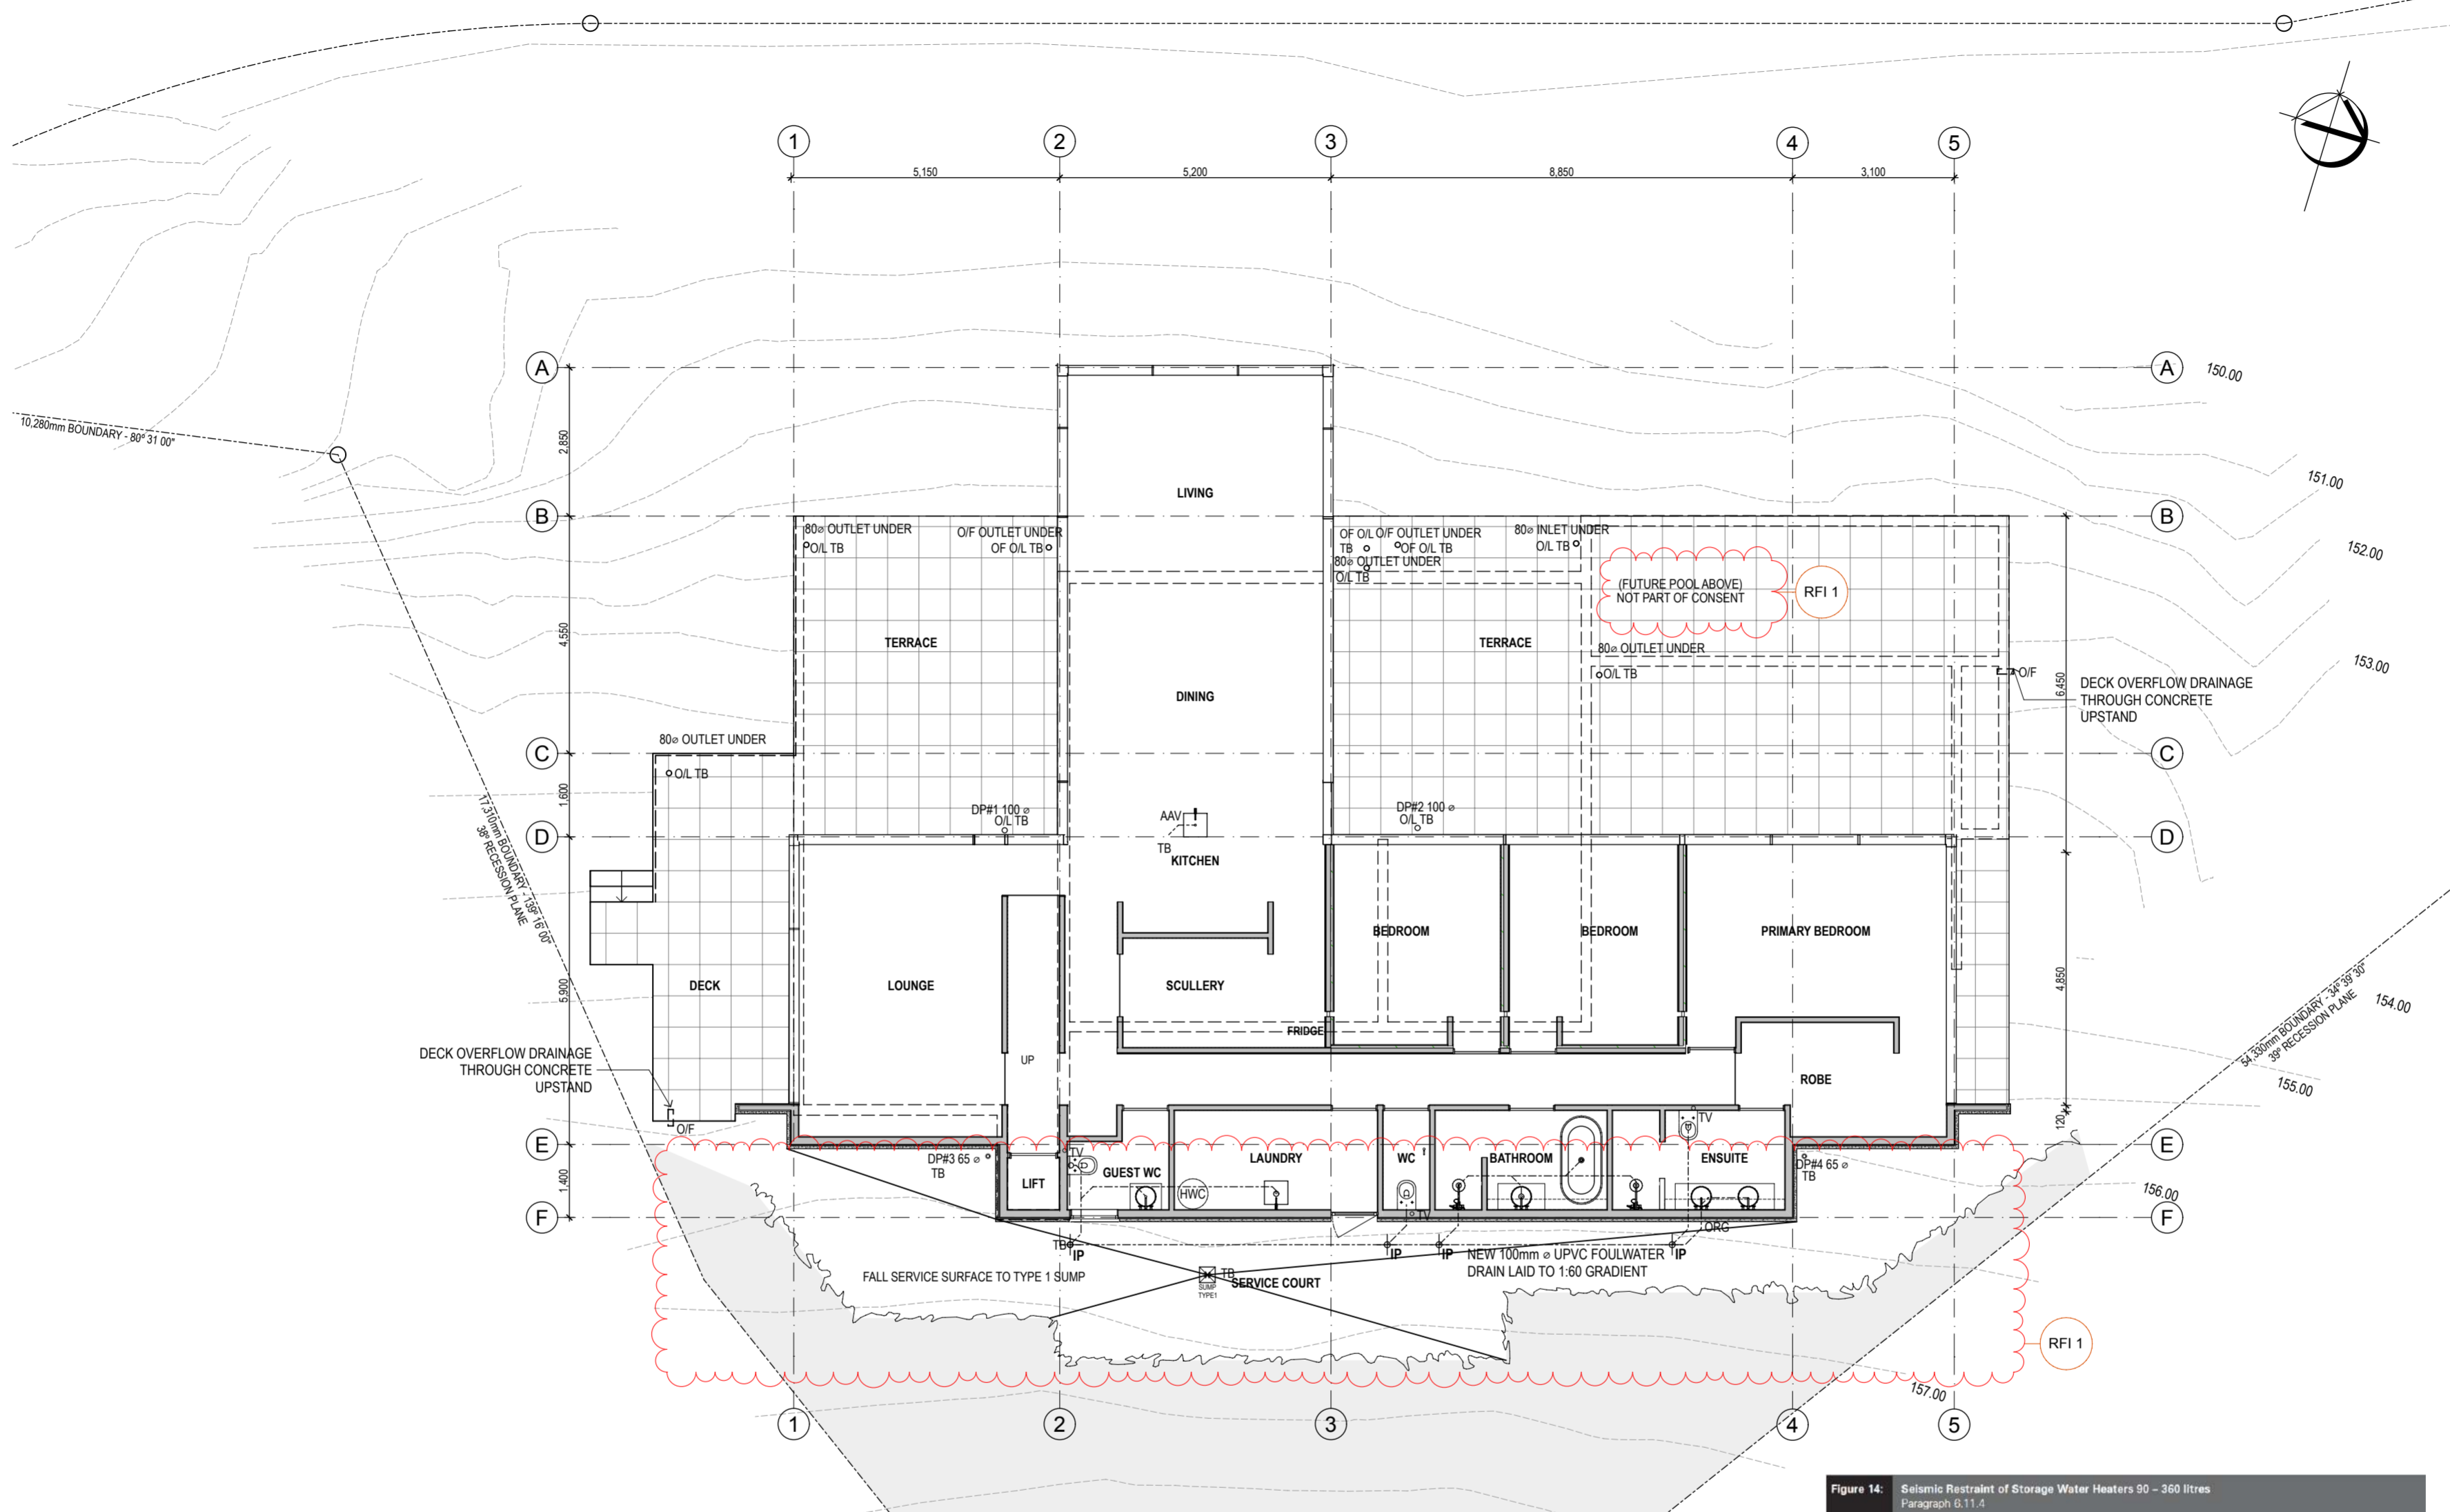 1
2
3
4
5
5,150
5,200
8,850
3,100
A
A
150.00
10,280mm BOUNDARY - 80° 31 00"
2,850
151.00
LIVING
B
B
80⌀ OUTLET UNDER
O/L TB
O/F OUTLET UNDER
OF O/L TB
OF O/L
TB
O/F OUTLET UNDER
OF O/L TB
80⌀ OUTLET UNDER
O/L TB
80⌀ INLET UNDER
O/L TB
152.00
(FUTURE POOL ABOVE)
NOT PART OF CONSENT
RFI 1
4,550
TERRACE
TERRACE
80⌀ OUTLET UNDER
O/L TB
O/F
153.00
6,450
DECK OVERFLOW DRAINAGE
THROUGH CONCRETE
UPSTAND
DINING
80⌀ OUTLET UNDER
O/L TB
C
C
1,600
17,310mm BOUNDARY - 139° 16' 00"
38° RECESSION PLANE
DP#1 100 ⌀
O/L TB
AAV
TB
DP#2 100 ⌀
O/L TB
D
D
KITCHEN
BEDROOM
BEDROOM
PRIMARY BEDROOM
5,900
DECK
LOUNGE
SCULLERY
4,850
54,330mm BOUNDARY - 34° 39' 30"
39° RECESSION PLANE
154.00
FRIDGE
DECK OVERFLOW DRAINAGE
THROUGH CONCRETE
UPSTAND
UP
ROBE
155.00
O/F
TV
120
E
E
DP#3 65 ⌀
TB
TV
GUEST WC
LAUNDRY
WC
BATHROOM
ENSUITE
DP#4 65 ⌀
TB
1,400
LIFT
HWC
156.00
F
F
TV
ORG
TB
IP
IP
IP
IP
NEW 100mm ⌀ UPVC FOULWATER
DRAIN LAID TO 1:60 GRADIENT
FALL SERVICE SURFACE TO TYPE 1 SUMP
TB
SUMP
TYPE1
SERVICE COURT
RFI 1
157.00
1
2
3
4
5
Figure 14: Seismic Restraint of Storage Water Heaters 90 – 360 litres
Paragraph 6.11.4